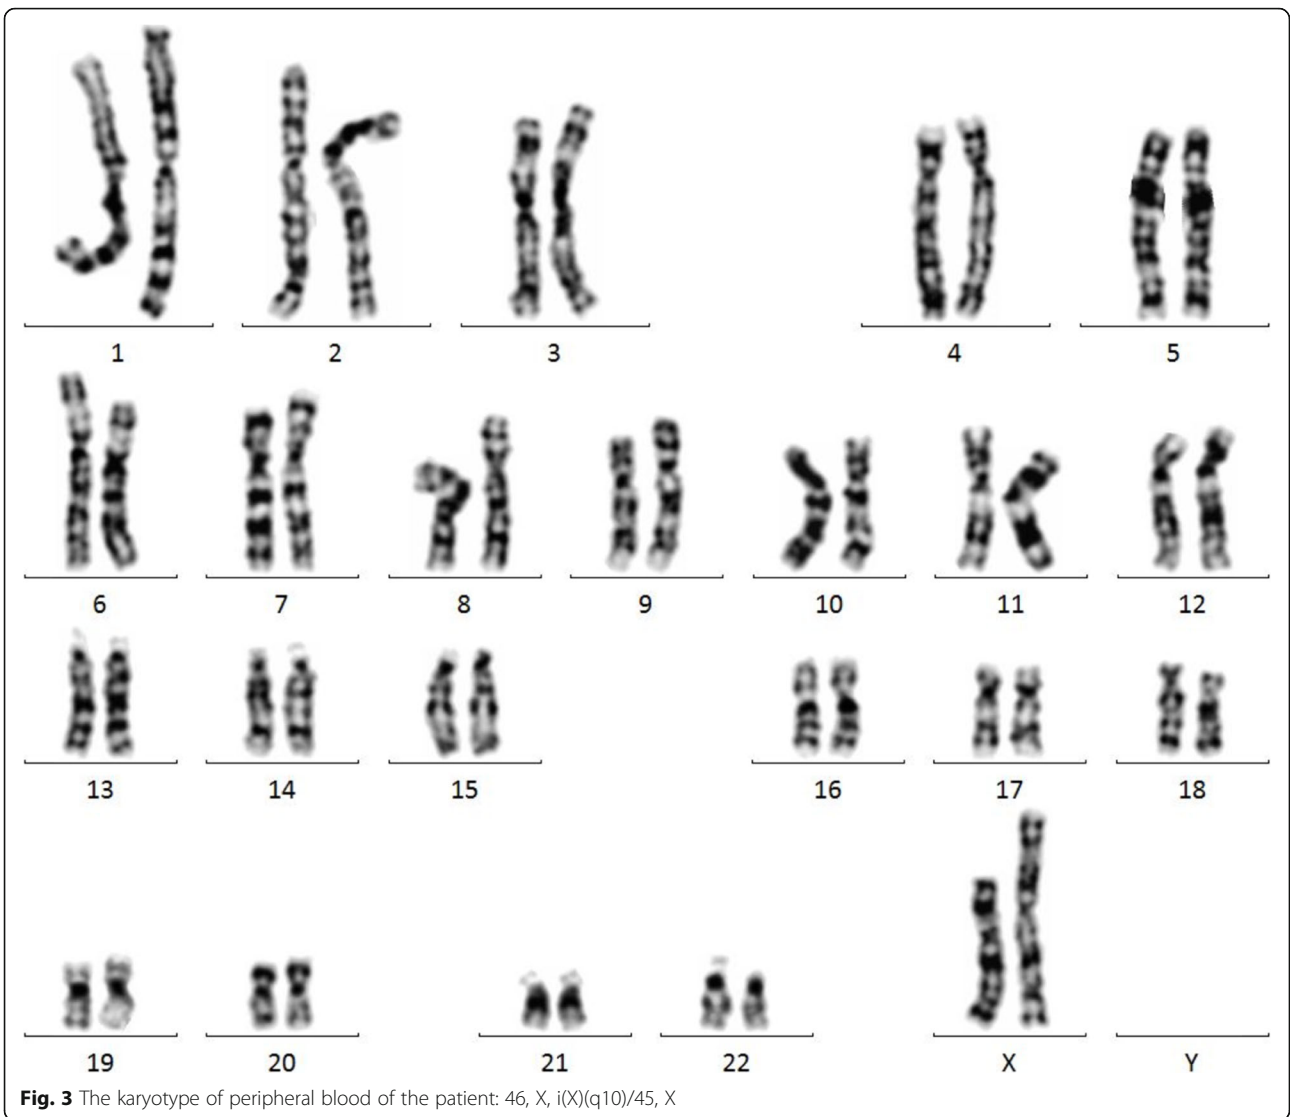 1 2 3 4 5
6 7 8 9 10 11 12
13 14 15 16 17 18
19 20 21 22 X Y
Fig. 3 The karyotype of peripheral blood of the patient: 46, X, i(X)(q10)/45, X